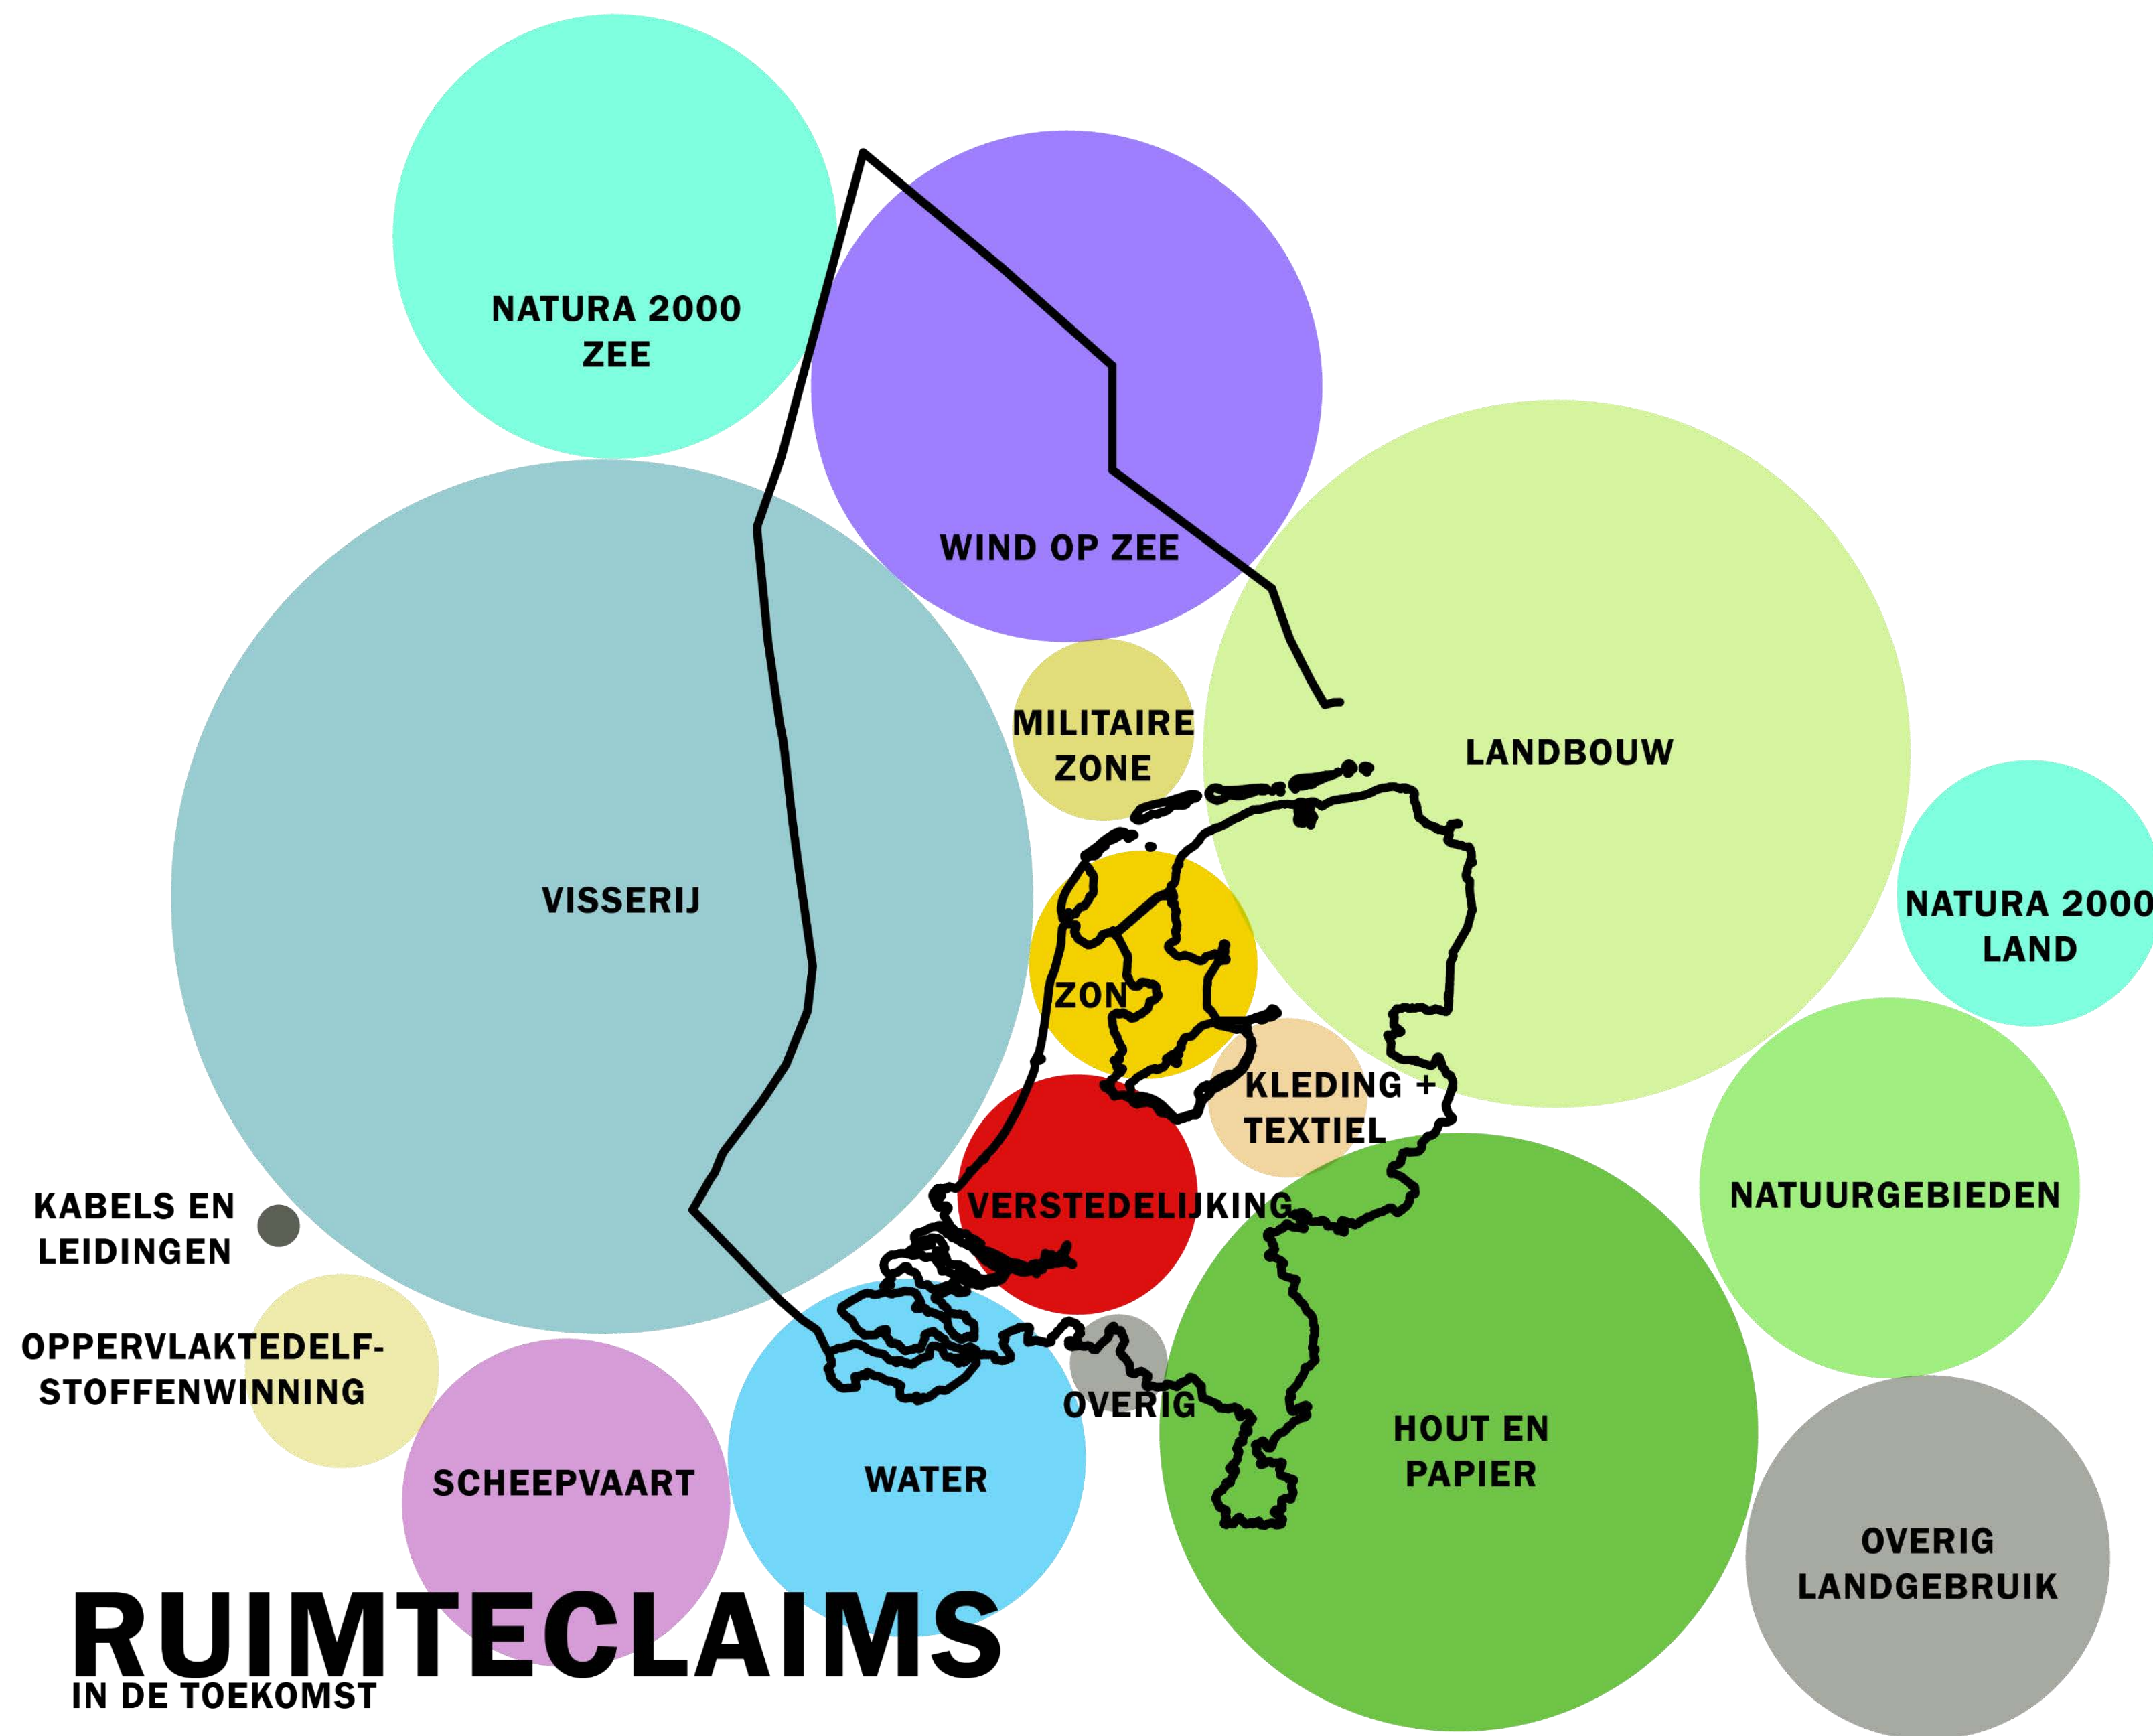 NATURA 2000
ZEE
WIND OP ZEE
MILITAIRE
ZONE
LANDBOUW
VISSERIJ
NATURA 2000
LAND
ZON
KLEDING +
TEXTIEL
NATUURGEBIEDEN
KABELS EN
LEIDINGEN
VERSTEDELIJKING
OPPERVLAKTEDELF-
STOFFENWINNING
OVERIG
HOUT EN
PAPIER
SCHEEPVAART
WATER
OVERIG
LANDGEBRUIK
RUIMTECLAIMS
IN DE TOEKOMST